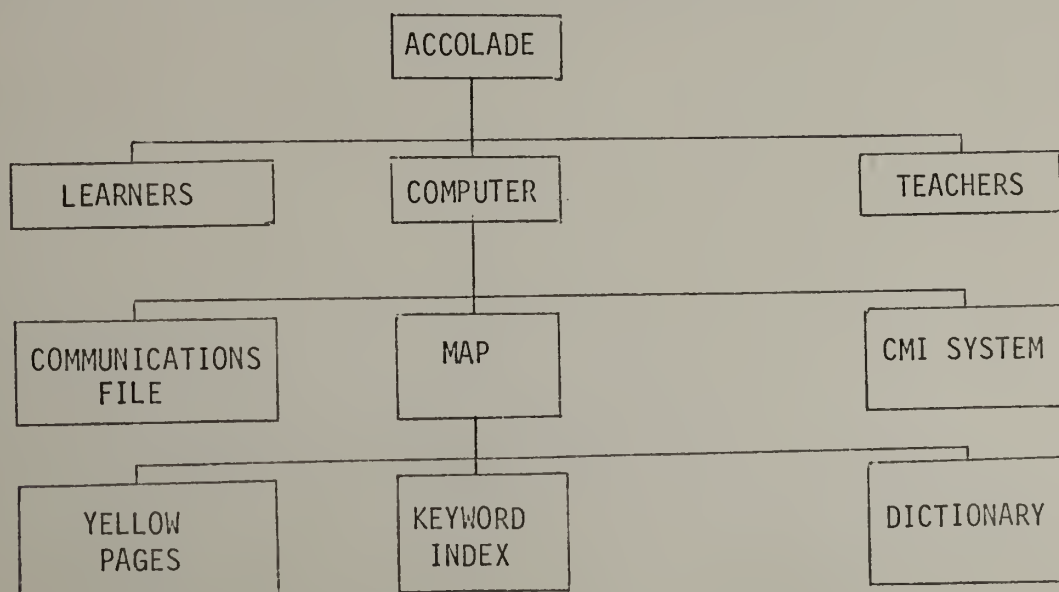 ACCOLADE
LEARNERS
COMPUTER
TEACHERS
COMMUNICATIONS
FILE
MAP
CMI SYSTEM
YELLOW
PAGES
KEYWORD
INDEX
DICTIONARY